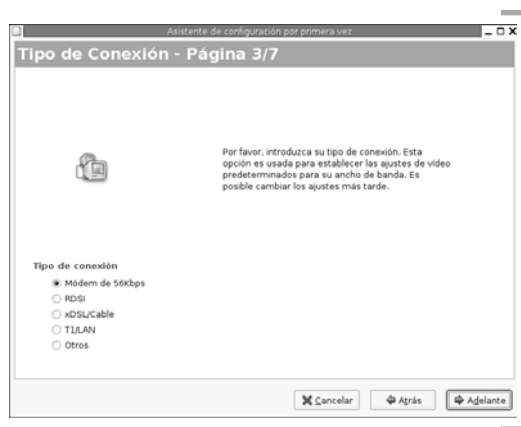 Asistente de configuración por primera vez
Tipo de Conexión - Página 3/7
Por favor, introduzca su tipo de conexión. Esta
opción es usada para establecer las ajustes de vídeo
predeterminados para su ancho de banda. Es
posible cambiar los ajustes más tarde.
Tipo de conexión
Módem de 56Kbps
RDSI
xDSL/Cable
T1/LAN
Otros
Cancelar
Atrás
Adelante